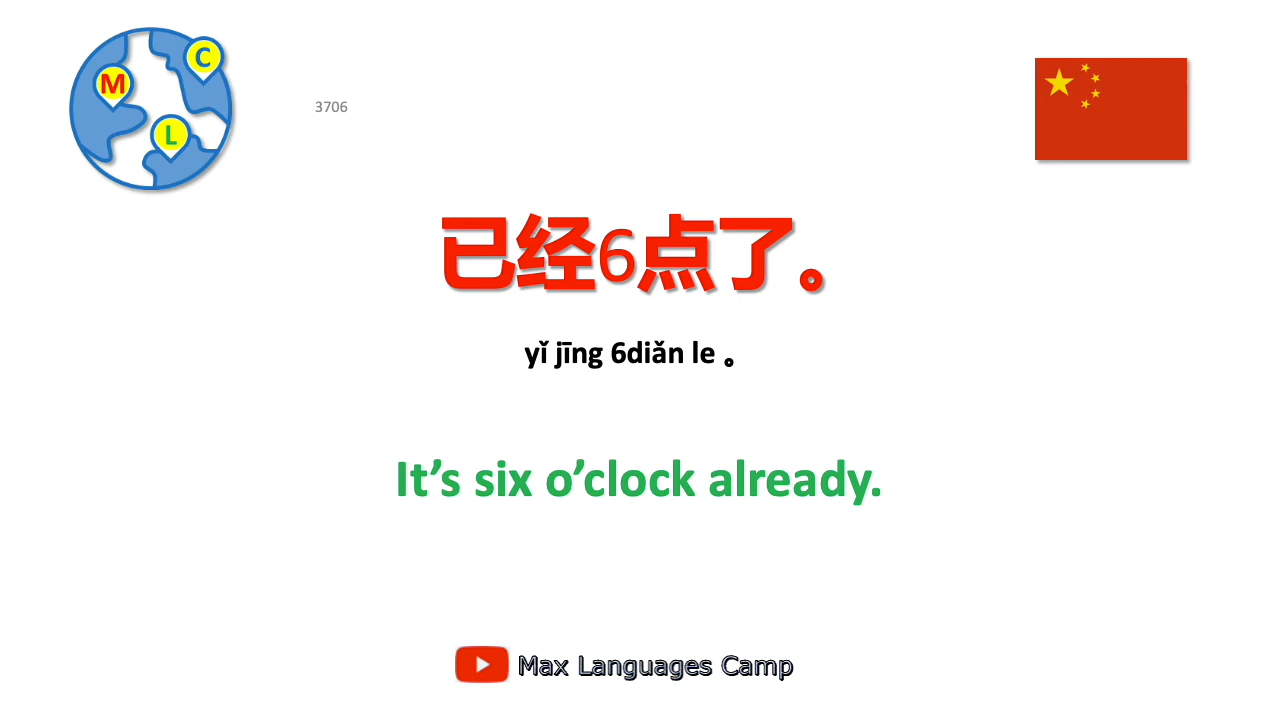 M
C
L
3706
已经6点了。
yǐ jīng 6diǎn le 。
It’s six o’clock already.
Max Languages Camp